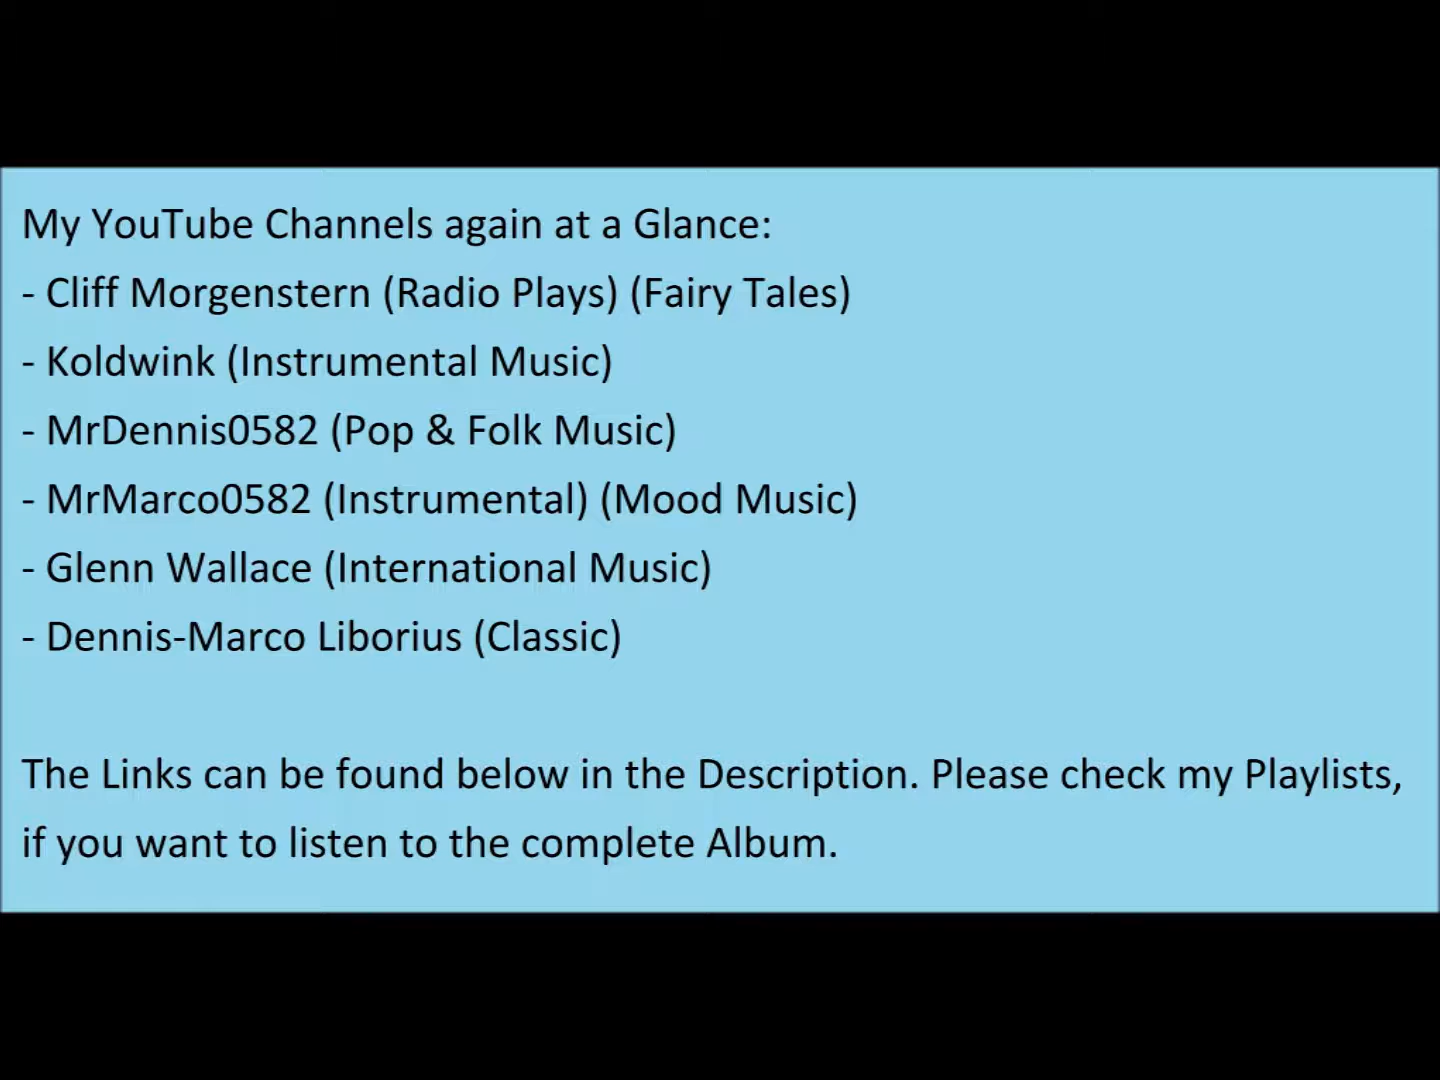 My YouTube Channels again at a Glance:
- Cliff Morgenstern (Radio Plays) (Fairy Tales)
- Koldwink (Instrumental Music)
- MrDennis0582 (Pop & Folk Music)
- MrMarco0582 (Instrumental) (Mood Music)
- Glenn Wallace (International Music)
- Dennis-Marco Liborius (Classic)
The Links can be found below in the Description. Please check my Playlists,
if you want to listen to the complete Album.